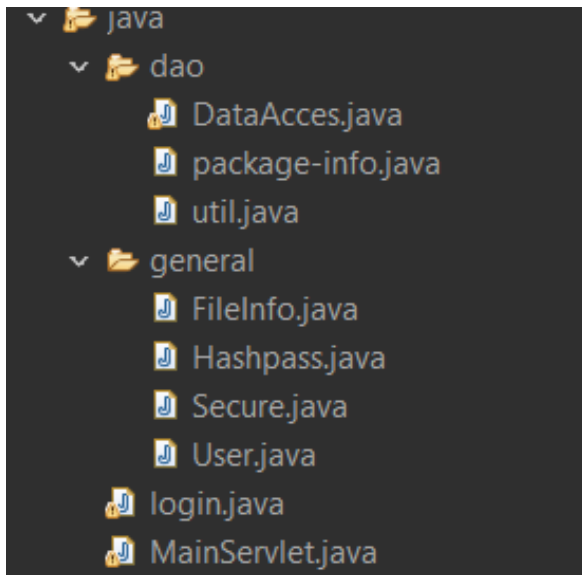 java
dao
DataAcces.java
package-info.java
util.java
general
FileInfo.java
Hashpass.java
Secure.java
User.java
login.java
MainServlet.java